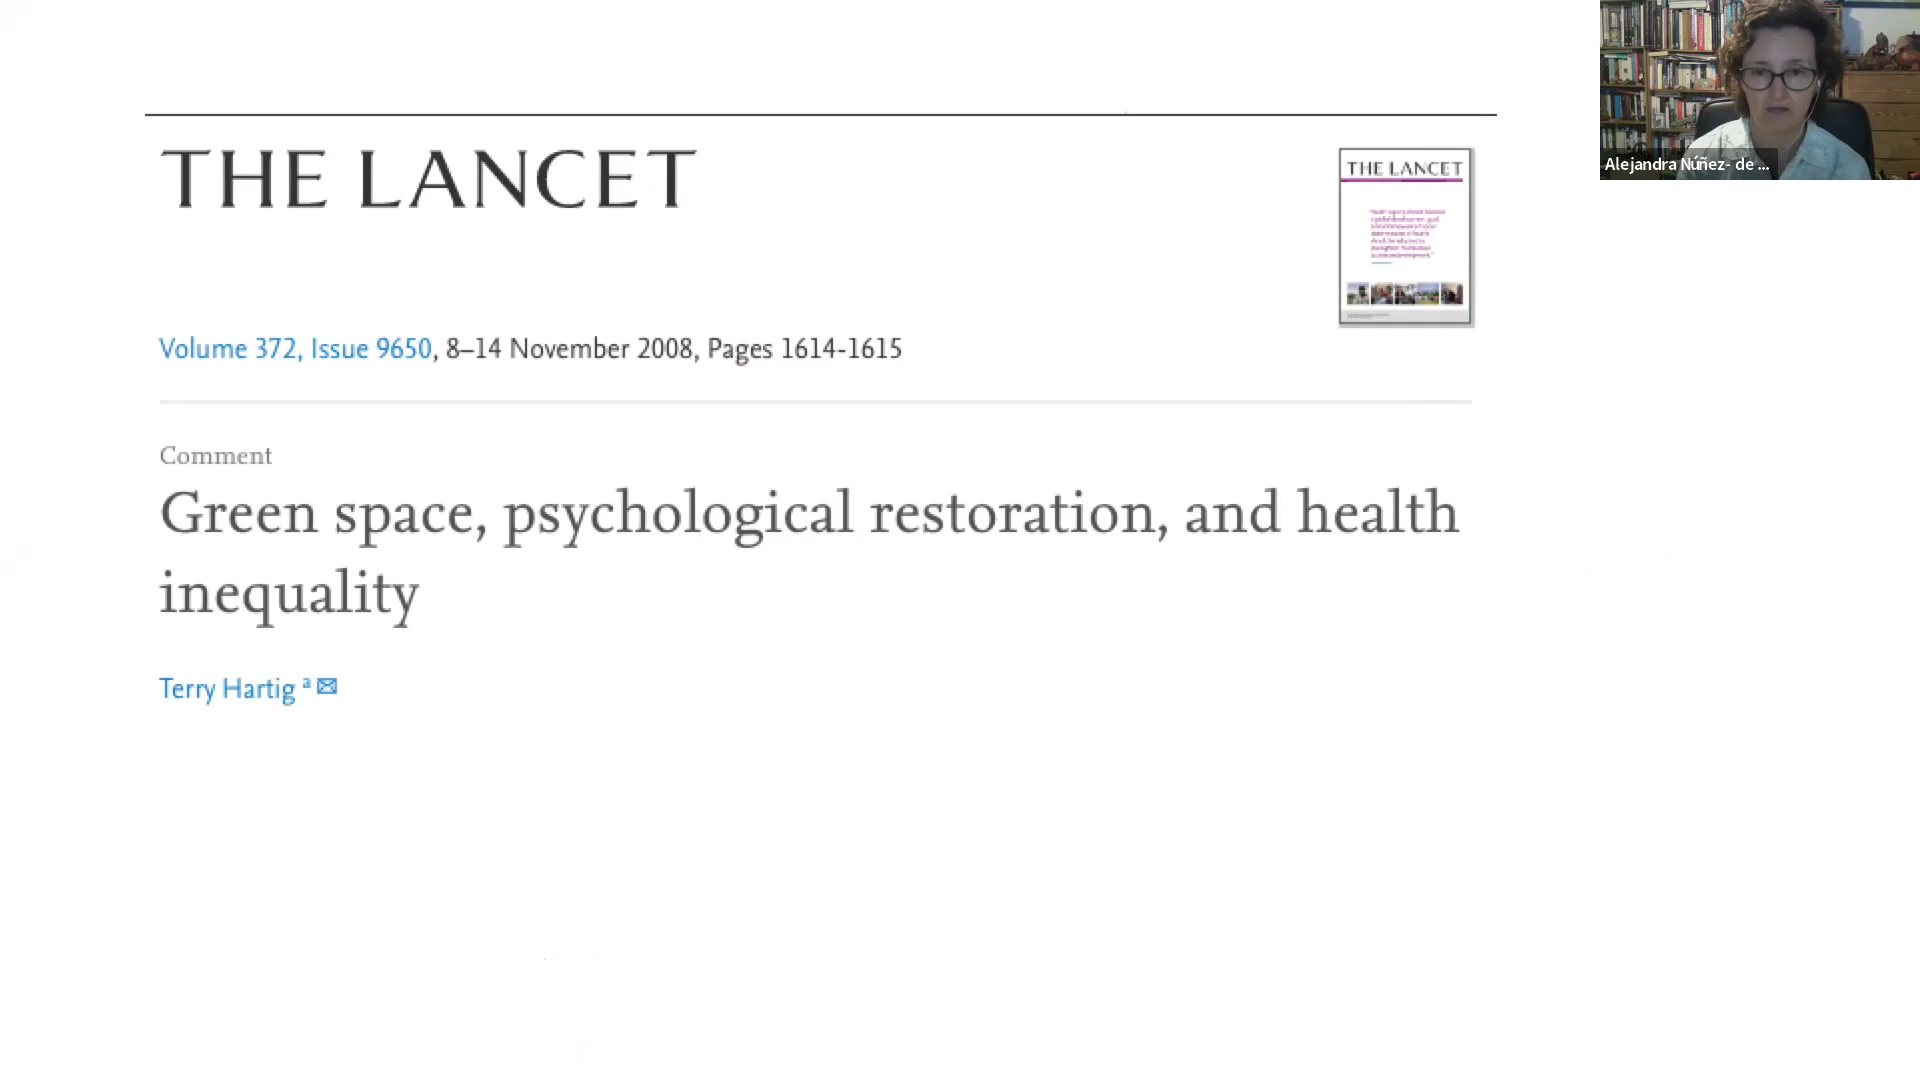 THE LANCET
THE LANCET
Alejandra Núñez- de ...
Volume 372, Issue 9650, 8–14 November 2008, Pages 1614-1615
Comment
Green space, psychological restoration, and health
inequality
Terry Hartig a